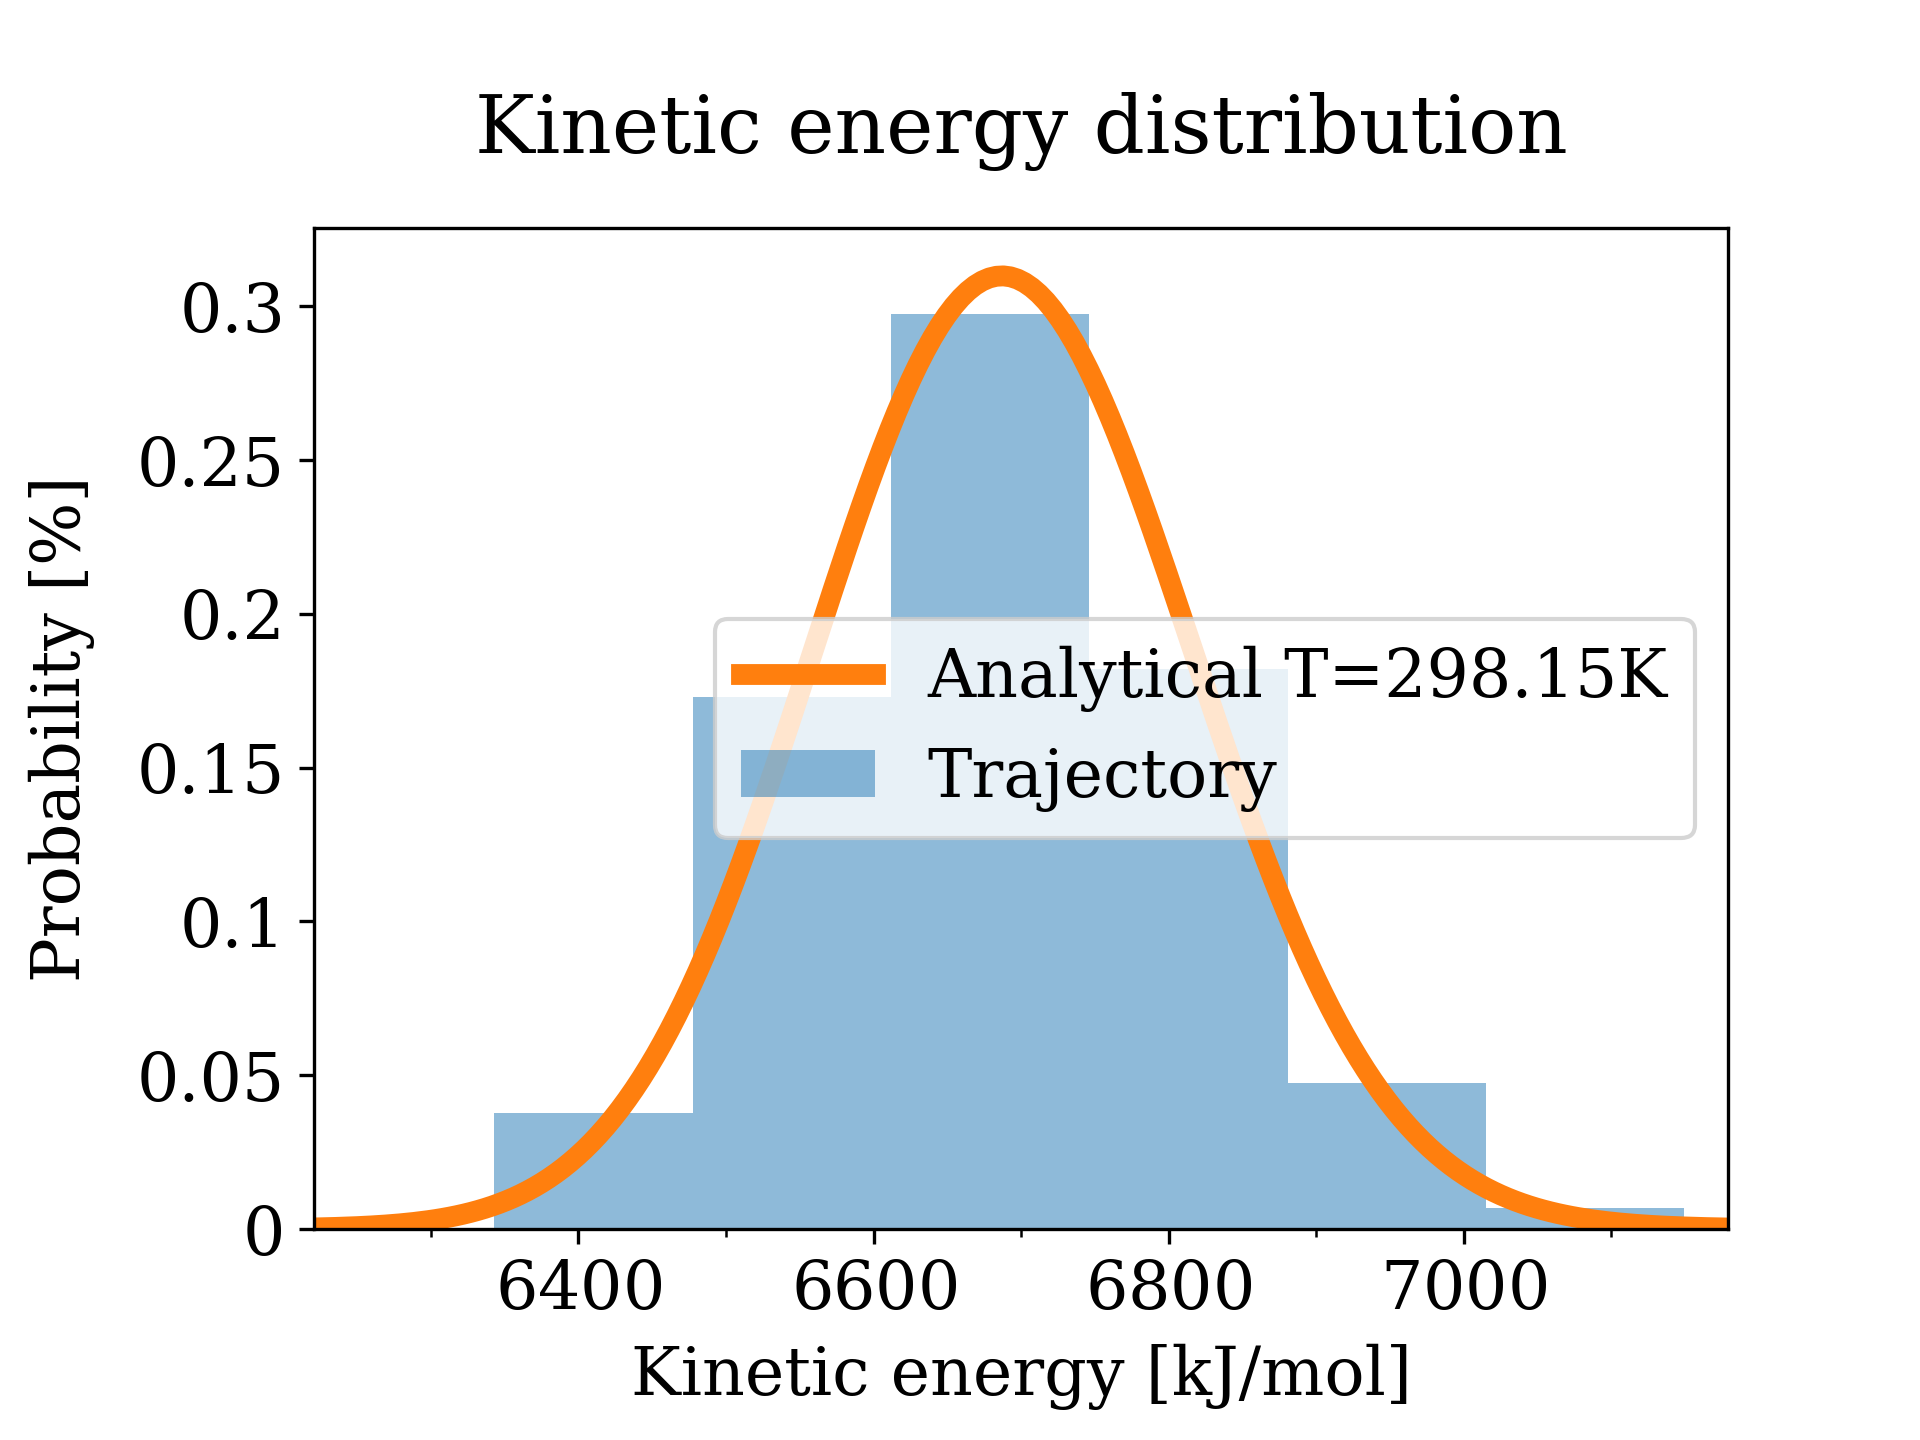 Kinetic energy distribution
Probability [%]
0.3
0.25
0.2
0.15
0.1
0.05
0
Analytical T=298.15K
Trajectory
6400 6600 6800 7000
Kinetic energy [kJ/mol]